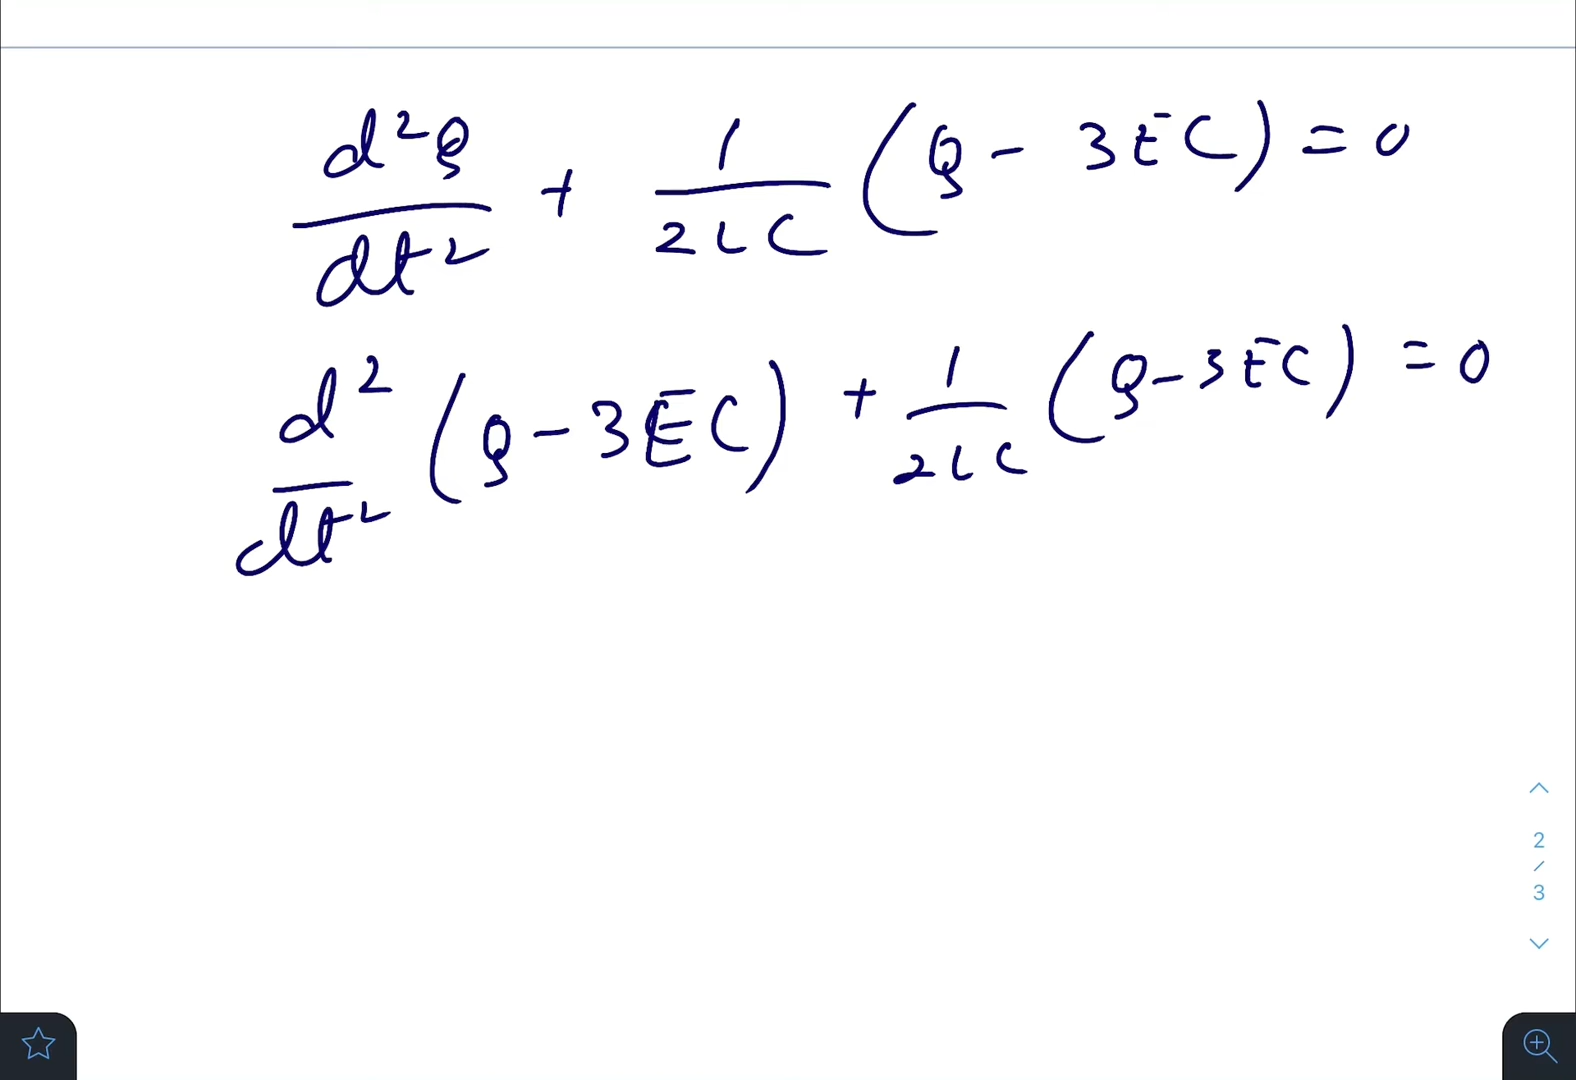 d²Q/dt² + 1/2LC (Q - 3EC) = 0
d²/dt² (Q - 3EC) + 1/2LC (Q - 3EC) = 0
2
/
3